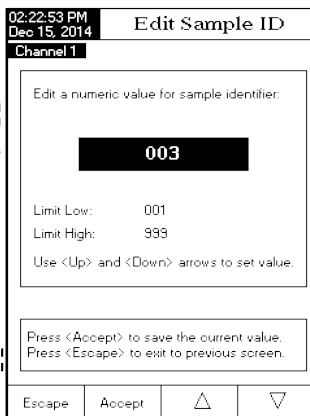 02:22:53 PM
Dec 15, 2014
Edit Sample ID
Channel 1
Edit a numeric value for sample identifier:
003
Limit Low: 001
Limit High: 999
Use <Up> and <Down> arrows to set value.
Press <Accept> to save the current value.
Press <Escape> to exit to previous screen.
Escape Accept △ ▽